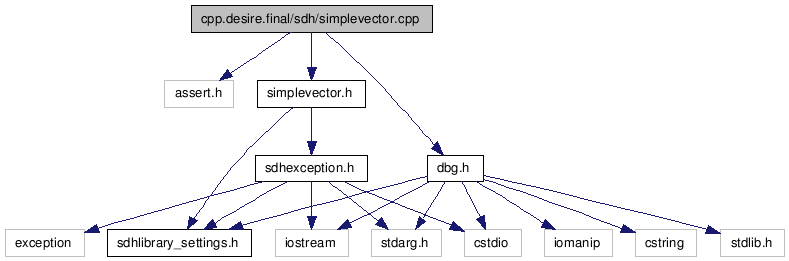 cpp.desire.final/sdh/simplevector.cpp
assert.h
simplevector.h
sdhexception.h
dbg.h
exception
sdhlibrary_settings.h
iostream
stdarg.h
cstdio
iomanip
cstring
stdlib.h